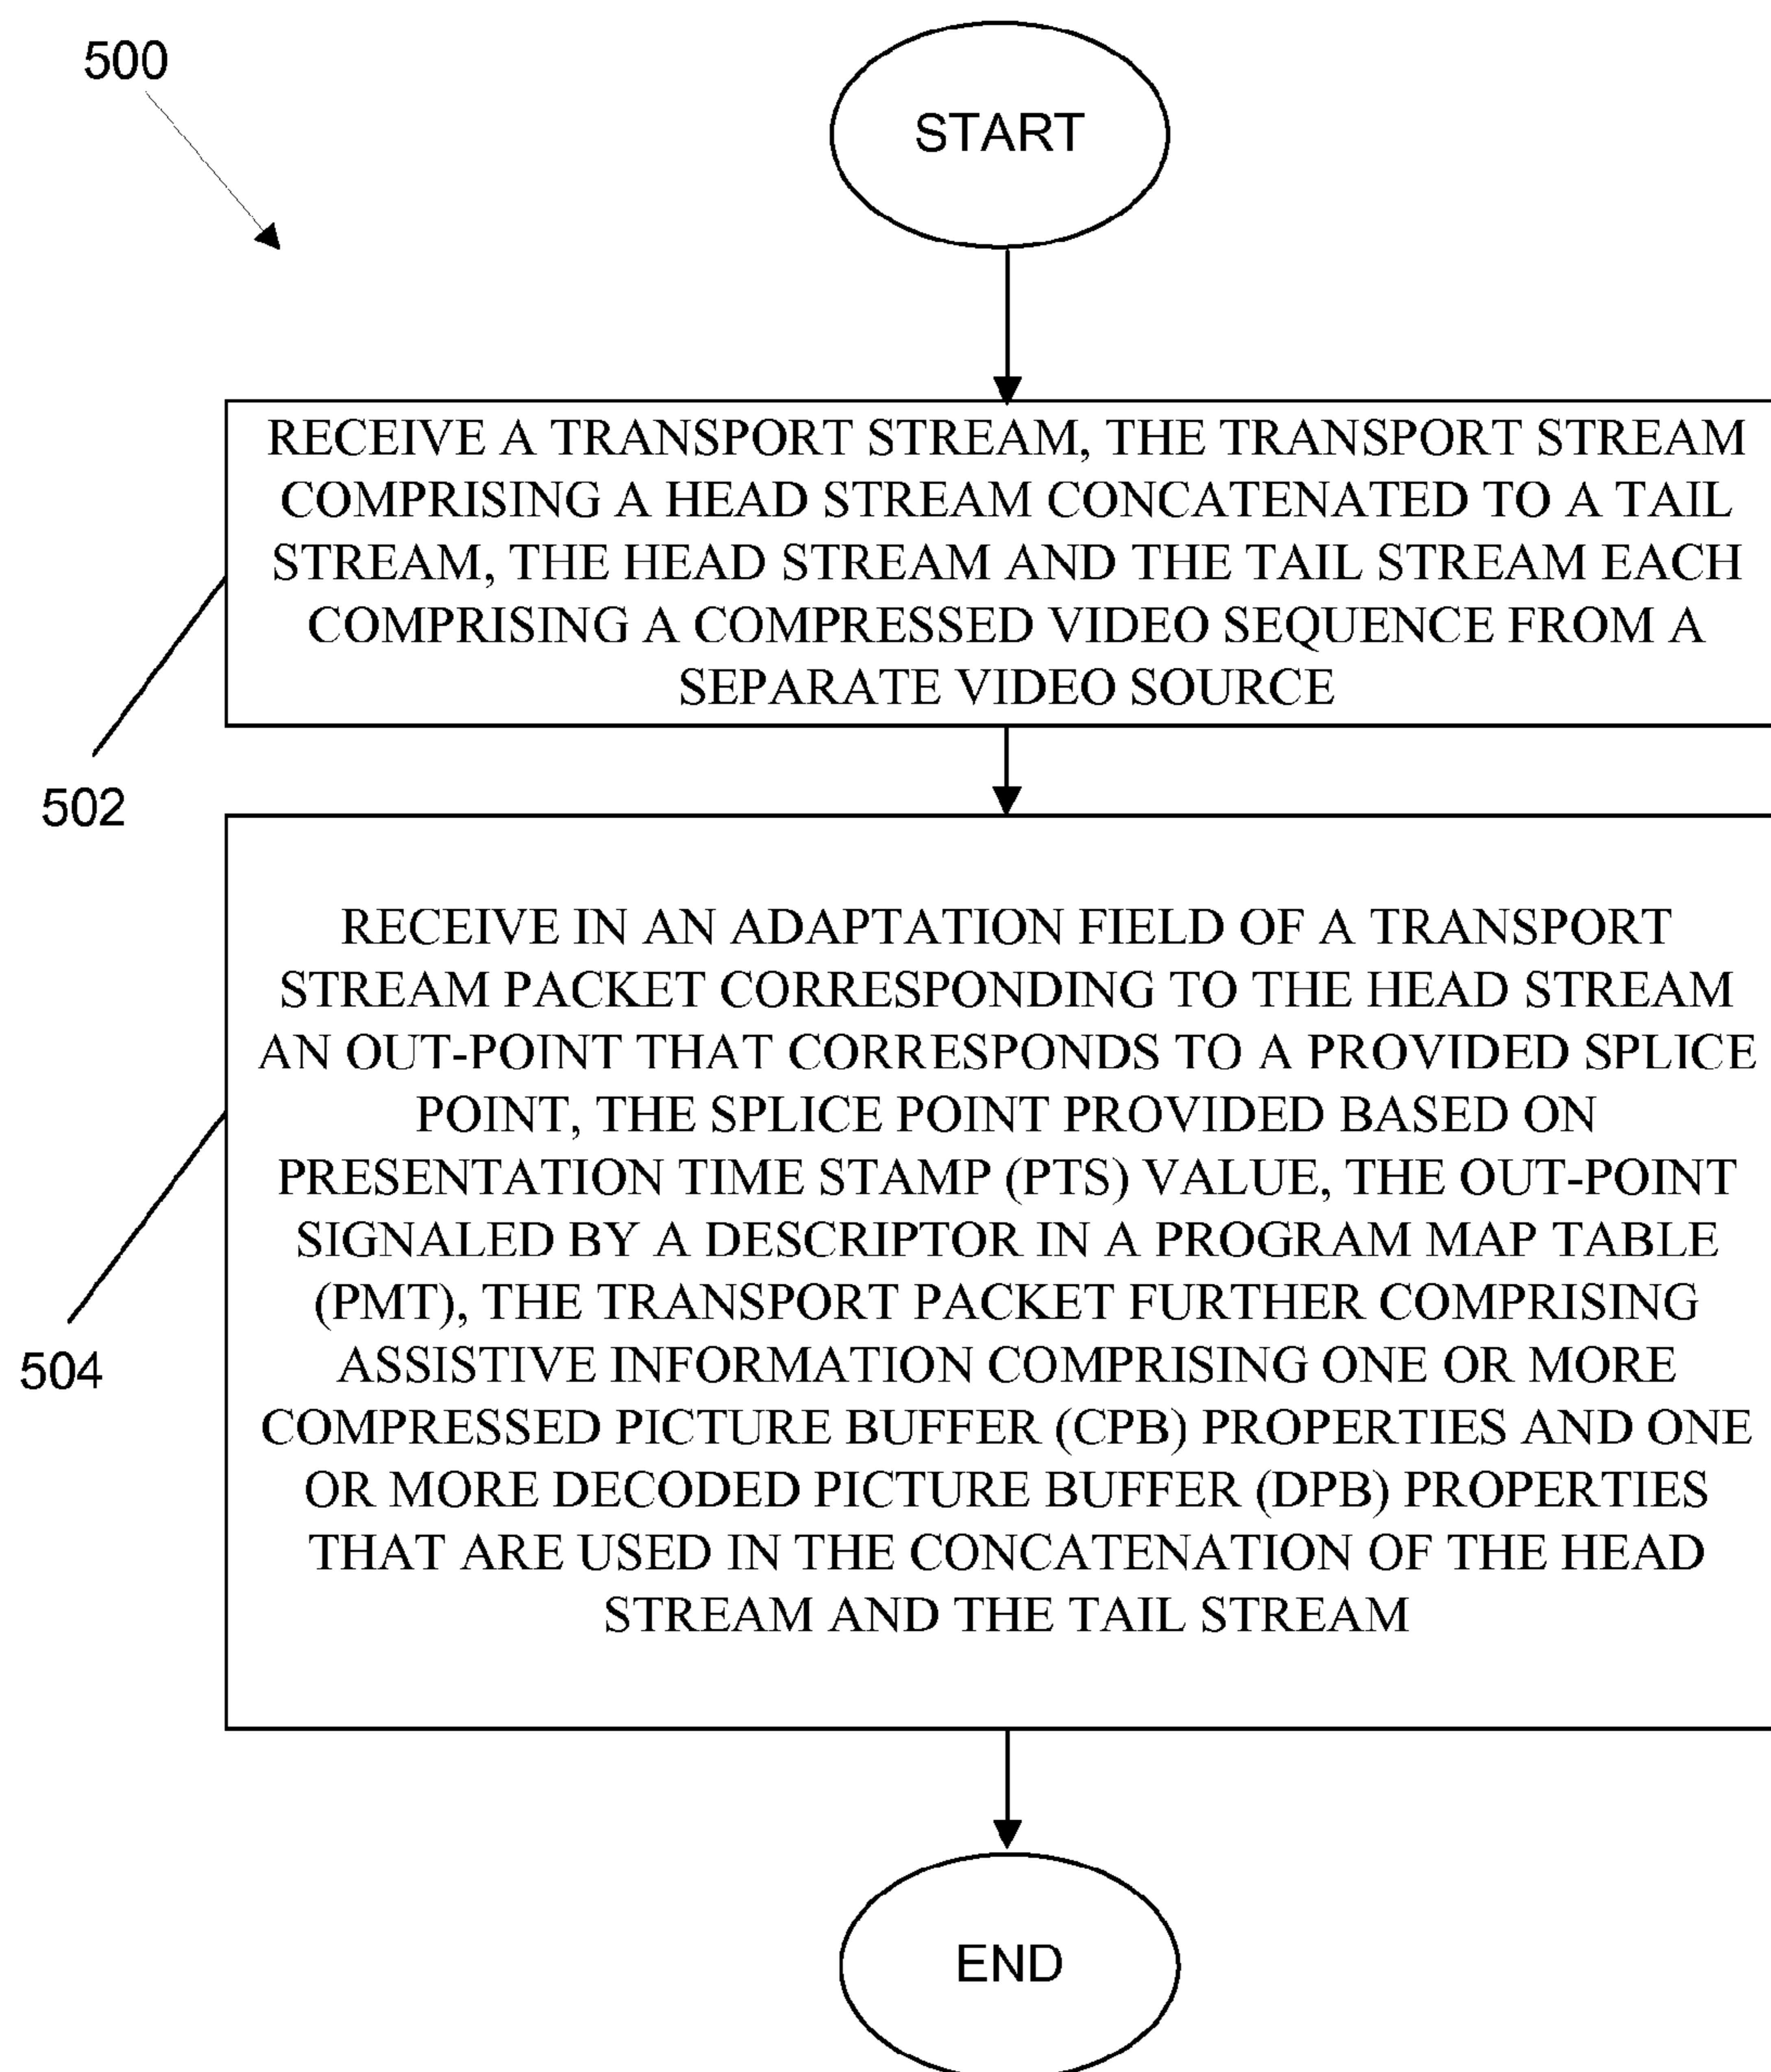 500
START
RECEIVE A TRANSPORT STREAM, THE TRANSPORT STREAM
COMPRISING A HEAD STREAM CONCATENATED TO A TAIL
STREAM, THE HEAD STREAM AND THE TAIL STREAM EACH
COMPRISING A COMPRESSED VIDEO SEQUENCE FROM A
SEPARATE VIDEO SOURCE
502
RECEIVE IN AN ADAPTATION FIELD OF A TRANSPORT
STREAM PACKET CORRESPONDING TO THE HEAD STREAM
AN OUT-POINT THAT CORRESPONDS TO A PROVIDED SPLICE
POINT, THE SPLICE POINT PROVIDED BASED ON
PRESENTATION TIME STAMP (PTS) VALUE, THE OUT-POINT
SIGNALED BY A DESCRIPTOR IN A PROGRAM MAP TABLE
(PMT), THE TRANSPORT PACKET FURTHER COMPRISING
ASSISTIVE INFORMATION COMPRISING ONE OR MORE
COMPRESSED PICTURE BUFFER (CPB) PROPERTIES AND ONE
OR MORE DECODED PICTURE BUFFER (DPB) PROPERTIES
THAT ARE USED IN THE CONCATENATION OF THE HEAD
STREAM AND THE TAIL STREAM
504
END